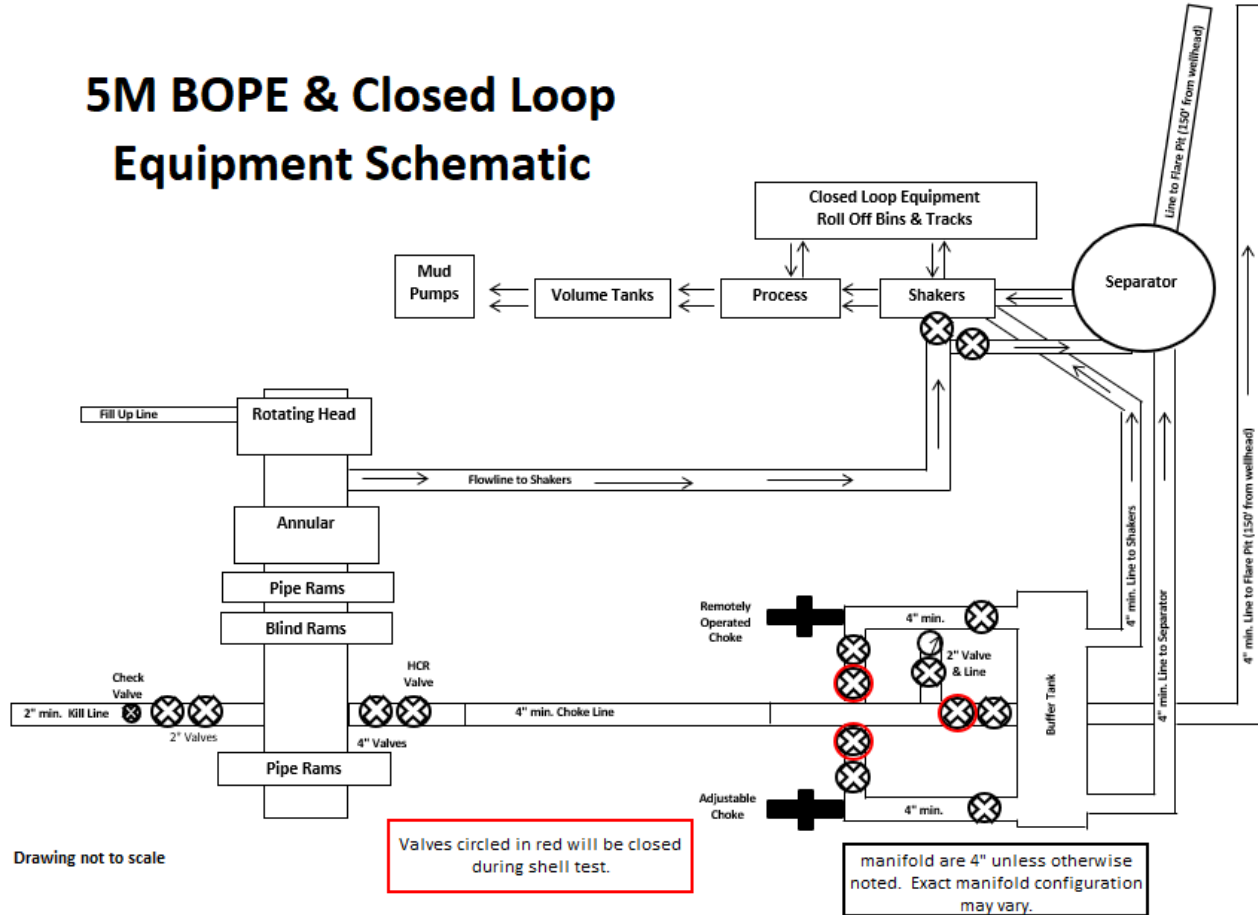 5M BOPE & Closed Loop
Equipment Schematic
Line to Flare Pit (150' from wellhead)
Closed Loop Equipment
Roll Off Bins & Tracks
Mud
Pumps
Volume Tanks
Process
Shakers
Separator
Fill Up Line
Rotating Head
Flowline to Shakers
Annular
Pipe Rams
Blind Rams
Check
Valve
2" min. Kill Line
2" Valves
HCR
Valve
4" Valves
4" min. Choke Line
Pipe Rams
Remotely
Operated
Choke
4" min.
2" Valve
& Line
Adjustable
Choke
4" min.
Buffer Tank
4" min. Line to Shakers
4" min. Line to Separator
4" min. Line to Flare Pit (150' from wellhead)
Drawing not to scale
Valves circled in red will be closed
during shell test.
manifold are 4" unless otherwise
noted. Exact manifold configuration
may vary.